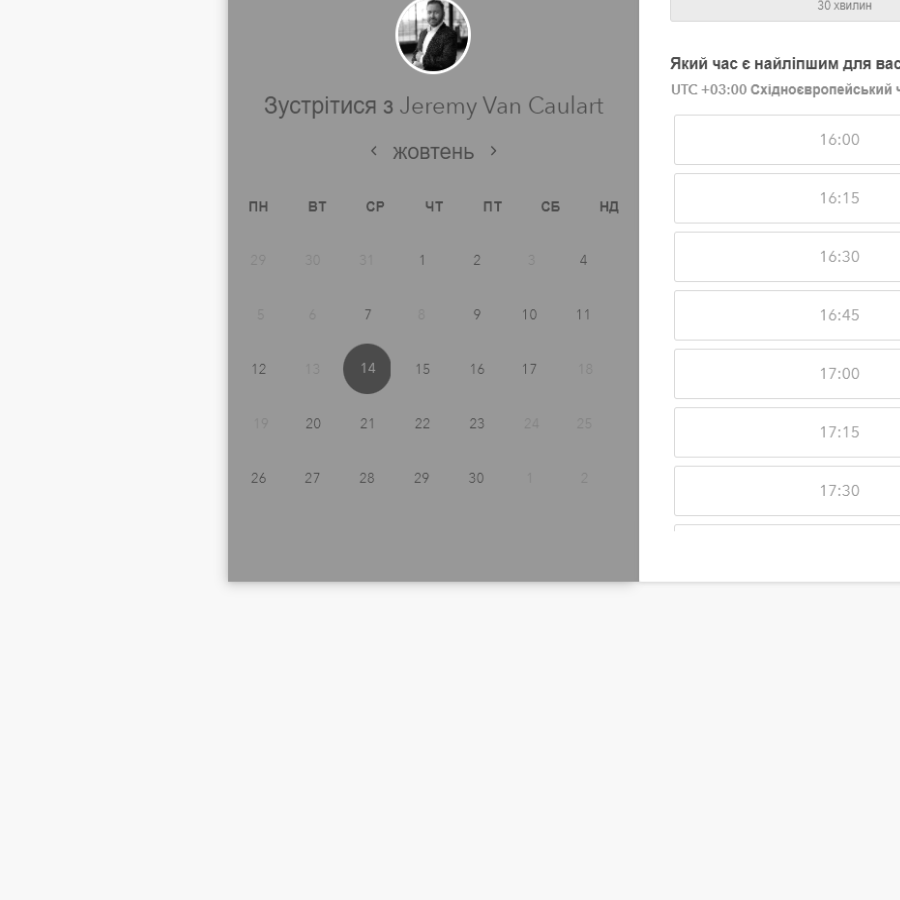 Зустрітися з Jeremy Van Caulart
‹ жовтень ›
ПН ВТ СР ЧТ ПТ СБ НД
29 30 31 1 2 3 4
5 6 7 8 9 10 11
12 13 14 15 16 17 18
19 20 21 22 23 24 25
26 27 28 29 30 1 2
30 хвилин
Який час є найліпшим для вас
UTC +03:00 Східноєвропейський
16:00
16:15
16:30
16:45
17:00
17:15
17:30